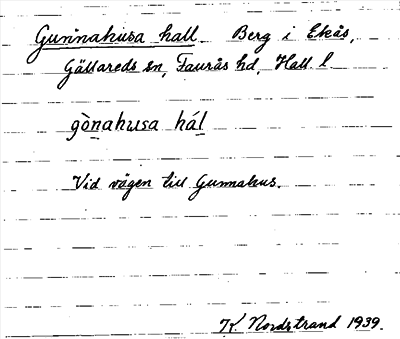 Gunnahusa hall Berg i Ekås,
Gällareds sn, Faurås hd, Hall. l
gònahusa hál
Vid vägen till Gunnahus.
K Nordstrand 1939.